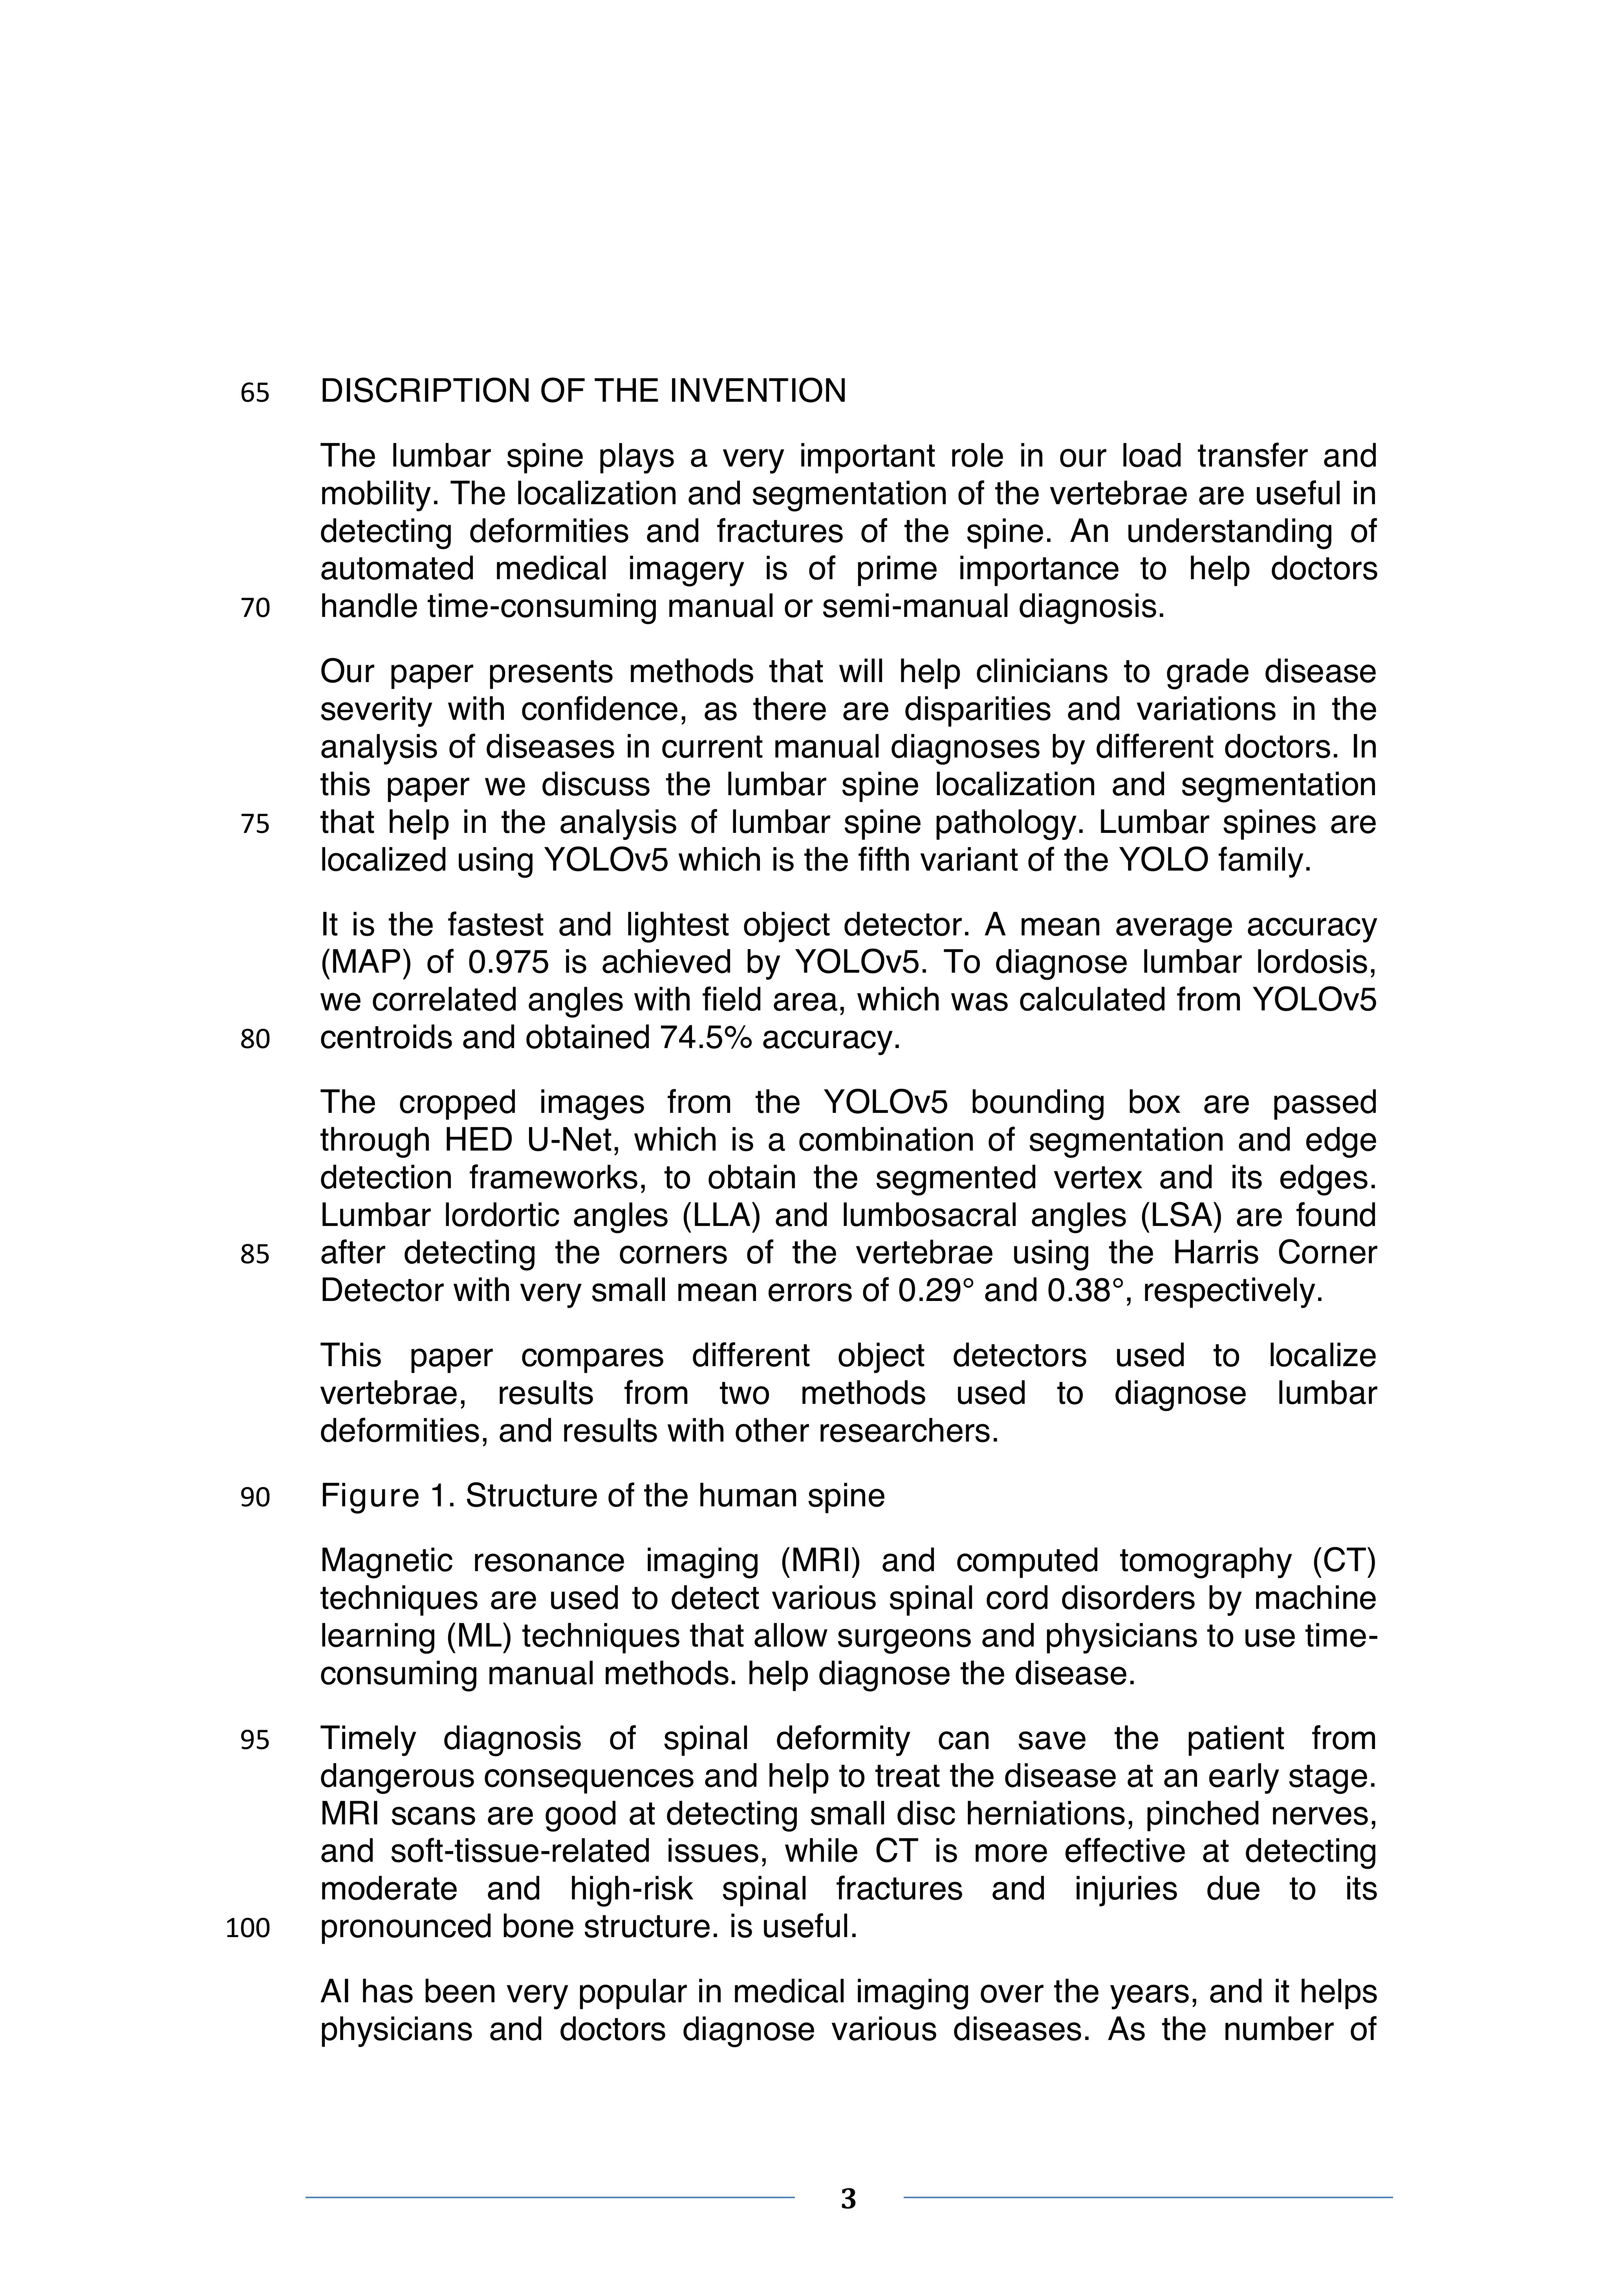 65 DISCRIPTION OF THE INVENTION
The lumbar spine plays a very important role in our load transfer and
mobility. The localization and segmentation of the vertebrae are useful in
detecting deformities and fractures of the spine. An understanding of
automated medical imagery is of prime importance to help doctors
70 handle time-consuming manual or semi-manual diagnosis.
Our paper presents methods that will help clinicians to grade disease
severity with confidence, as there are disparities and variations in the
analysis of diseases in current manual diagnoses by different doctors. In
this paper we discuss the lumbar spine localization and segmentation
75 that help in the analysis of lumbar spine pathology. Lumbar spines are
localized using YOLOv5 which is the fifth variant of the YOLO family.
It is the fastest and lightest object detector. A mean average accuracy
(MAP) of 0.975 is achieved by YOLOv5. To diagnose lumbar lordosis,
we correlated angles with field area, which was calculated from YOLOv5
80 centroids and obtained 74.5% accuracy.
The cropped images from the YOLOv5 bounding box are passed
through HED U-Net, which is a combination of segmentation and edge
detection frameworks, to obtain the segmented vertex and its edges.
Lumbar lordortic angles (LLA) and lumbosacral angles (LSA) are found
85 after detecting the corners of the vertebrae using the Harris Corner
Detector with very small mean errors of 0.29° and 0.38°, respectively.
This paper compares different object detectors used to localize
vertebrae, results from two methods used to diagnose lumbar
deformities, and results with other researchers.
90 Figure 1. Structure of the human spine
Magnetic resonance imaging (MRI) and computed tomography (CT)
techniques are used to detect various spinal cord disorders by machine
learning (ML) techniques that allow surgeons and physicians to use time-
consuming manual methods. help diagnose the disease.
95 Timely diagnosis of spinal deformity can save the patient from
dangerous consequences and help to treat the disease at an early stage.
MRI scans are good at detecting small disc herniations, pinched nerves,
and soft-tissue-related issues, while CT is more effective at detecting
moderate and high-risk spinal fractures and injuries due to its
100 pronounced bone structure. is useful.
AI has been very popular in medical imaging over the years, and it helps
physicians and doctors diagnose various diseases. As the number of
3